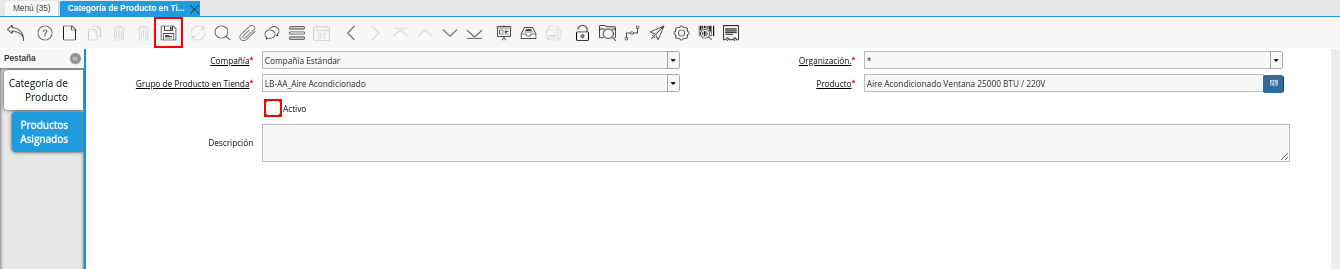 Menú (35)
Categoría de Producto en Ti...
Pestaña
Categoría de
Producto
Productos
Asignados
Compañía*
Compañía Estándar
Organización.*
*
Grupo de Producto en Tienda*
LB-AA_Aire Acondicionado
Producto*
Aire Acondicionado Ventana 25000 BTU / 220V
Activo
Descripción